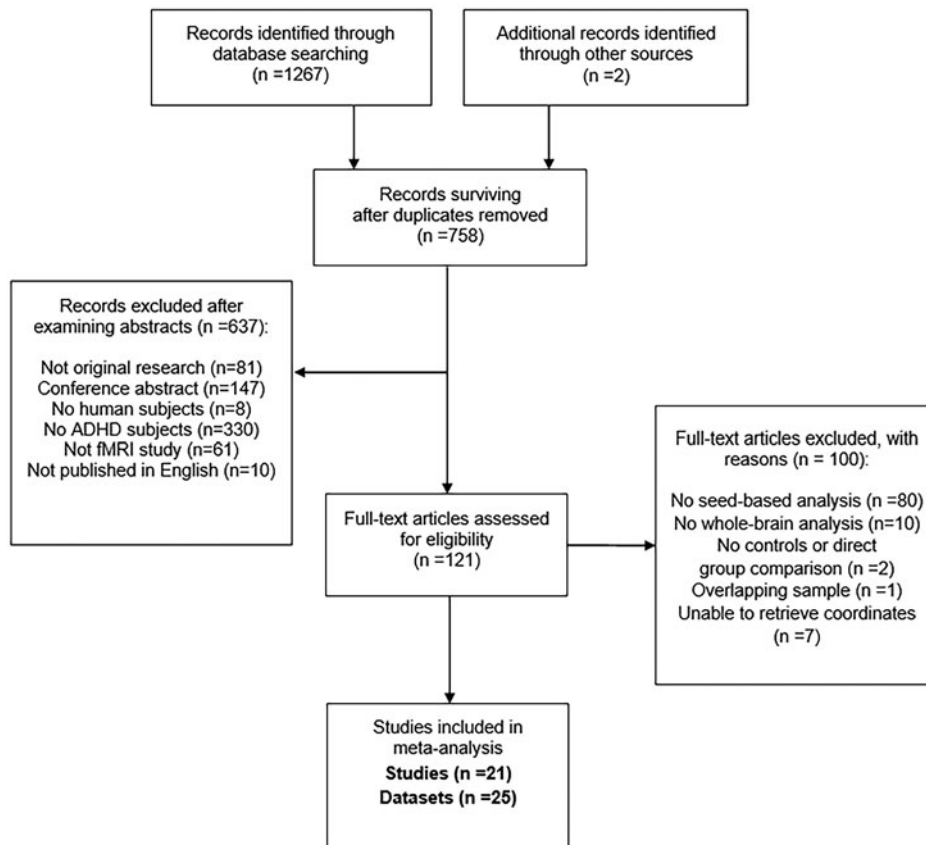 Records identified through
database searching
(n =1267)
Additional records identified
through other sources
(n =2)
Records surviving
after duplicates removed
(n =758)
Records excluded after
examining abstracts (n =637):
Not original research (n=81)
Conference abstract (n=147)
No human subjects (n=8)
No ADHD subjects (n=330)
Not fMRI study (n=61)
Not published in English (n=10)
Full-text articles assessed
for eligibility
(n =121)
Full-text articles excluded, with
reasons (n = 100):
No seed-based analysis (n =80)
No whole-brain analysis (n=10)
No controls or direct
group comparison (n =2)
Overlapping sample (n =1)
Unable to retrieve coordinates
(n =7)
Studies included in
meta-analysis
Studies (n =21)
Datasets (n =25)